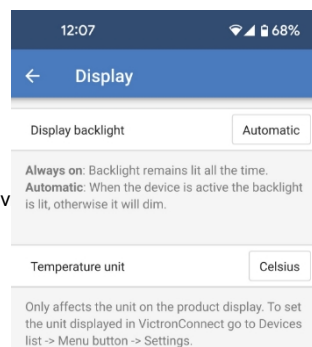 12:07 68%
← Display
Display backlight Automatic
Always on: Backlight remains lit all the time.
Automatic: When the device is active the backlight
is lit, otherwise it will dim.
v
Temperature unit Celsius
Only affects the unit on the product display. To set
the unit displayed in VictronConnect go to Devices
list -> Menu button -> Settings.